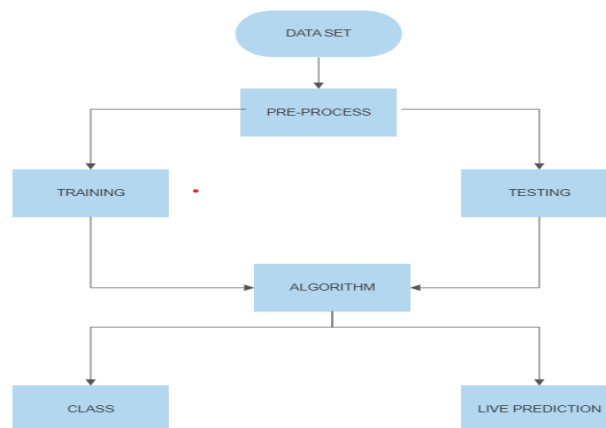 DATA SET
PRE-PROCESS
TRAINING
TESTING
ALGORITHM
CLASS
LIVE PREDICTION